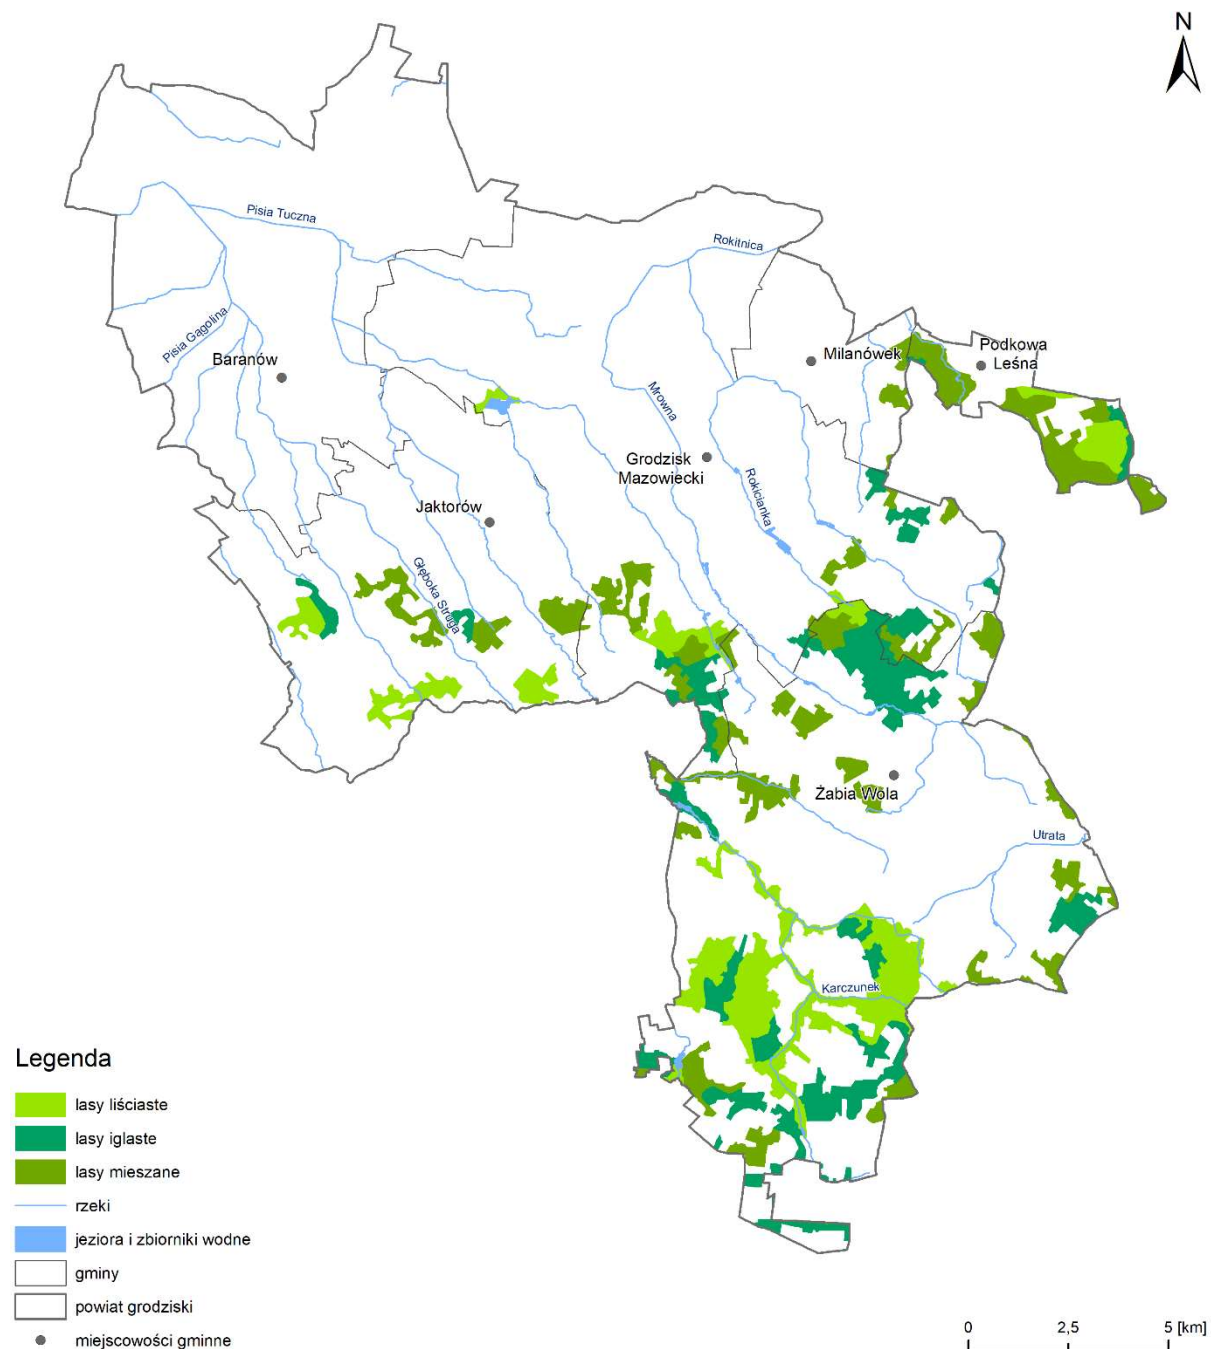 N
Pisia Tuczna
Rokitnica
Pisia Gągolina
Baranów
Milanówek
Podkowa
Leśna
Mrowna
Grodzisk
Mazowiecki
Rokicianka
Jaktorów
Głęboka Struga
Żabia Wola
Utrata
Karczunek
Legenda
lasy liściaste
lasy iglaste
lasy mieszane
rzeki
jeziora i zbiorniki wodne
gminy
powiat grodziski
miejscowości gminne
0 2,5 5 [km]